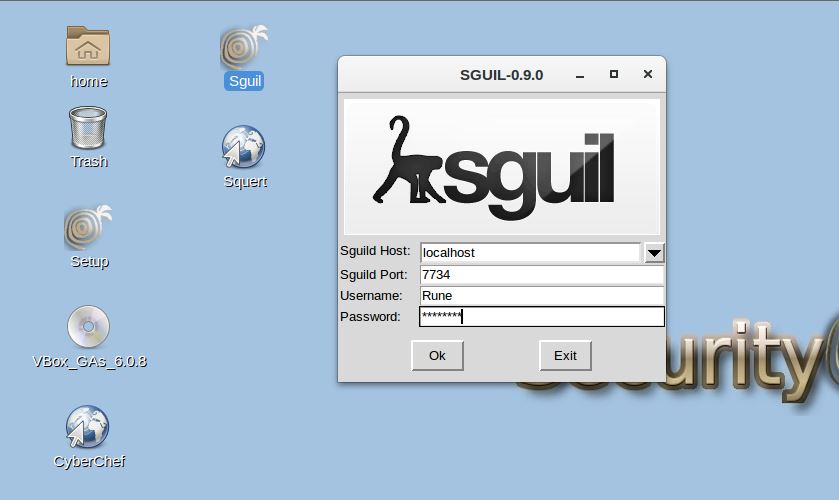 home
Sguil
Trash
Squert
Setup
VBox_GAs_6.0.8
CyberChef
SGUIL-0.9.0
sguil
Sguild Host: localhost
Sguild Port: 7734
Username: Rune
Password: ********
Ok Exit